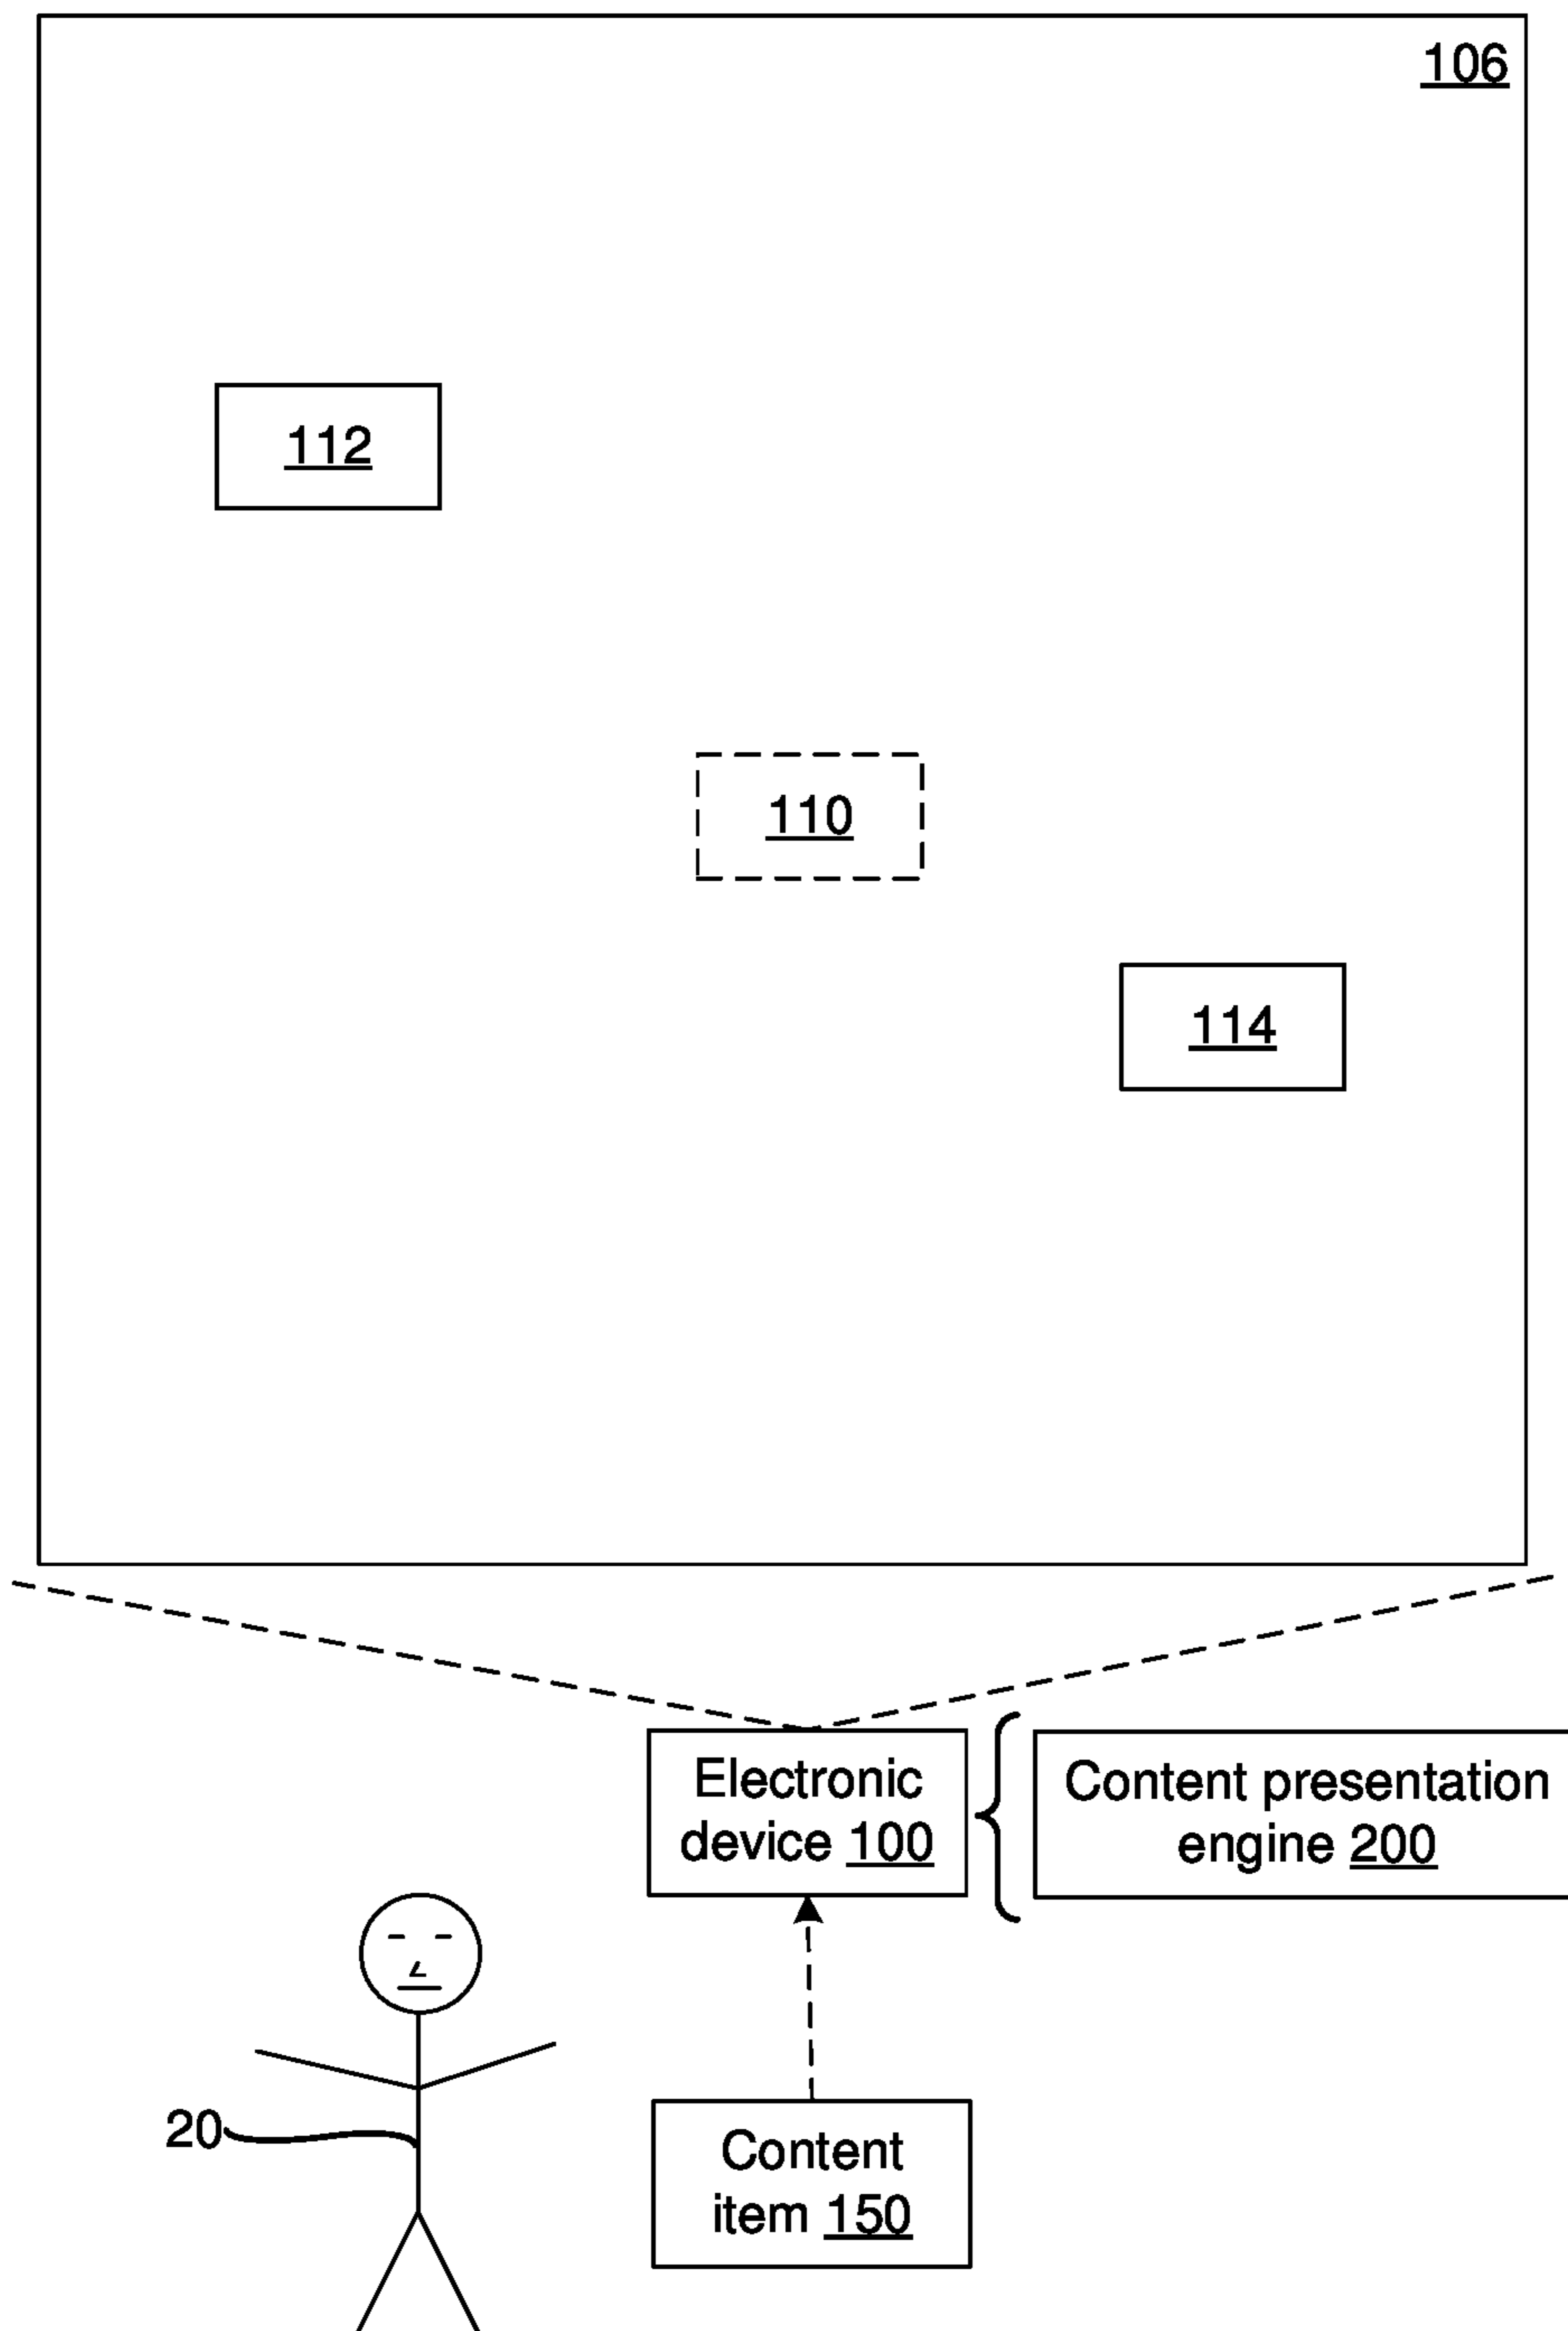 106
112
110
114
Electronic
device 100
Content presentation
engine 200
20
Content
item 150